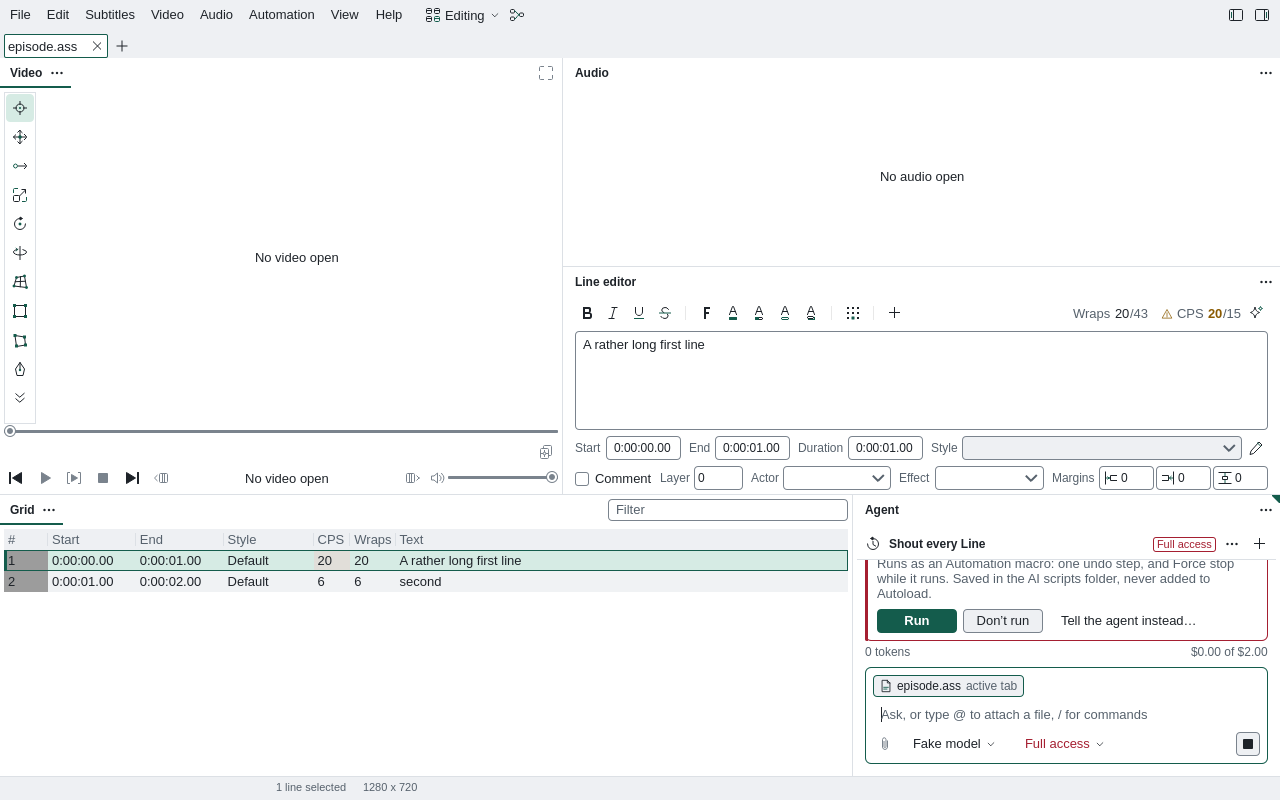 File Edit Subtitles Video Audio Automation View Help Editing
episode.ass
Video
Audio
No video open
No audio open
Line editor
B I U S F A A A A
Wraps 20/43 CPS 20/15
A rather long first line
Start 0:00:00.00 End 0:00:01.00 Duration 0:00:01.00 Style
No video open
Comment Layer 0 Actor Effect Margins 0 0 0
Grid
Filter
# Start End Style CPS Wraps Text
1 0:00:00.00 0:00:01.00 Default 20 20 A rather long first line
2 0:00:01.00 0:00:02.00 Default 6 6 second
Agent
Shout every Line Full access
Runs as an Automation macro: one undo step, and Force stop
while it runs. Saved in the AI scripts folder, never added to
Autoload.
Run Don’t run Tell the agent instead…
0 tokens $0.00 of $2.00
episode.ass active tab
Ask, or type @ to attach a file, / for commands
Fake model Full access
1 line selected 1280 x 720